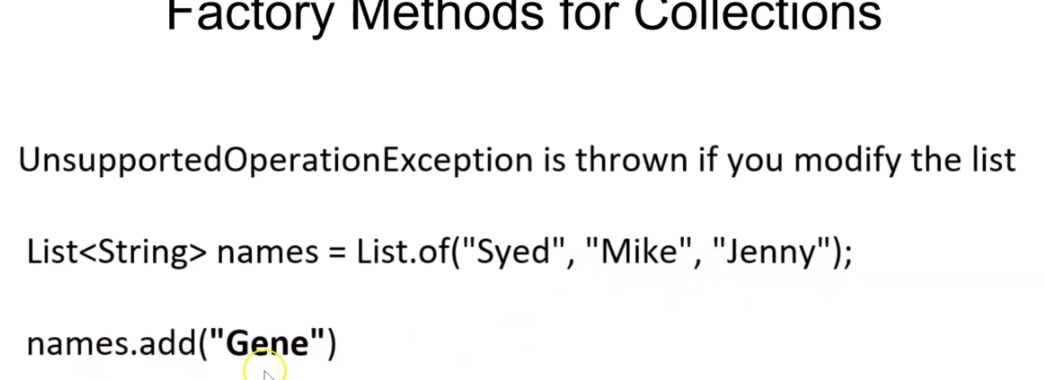 Factory Methods for Collections
UnsupportedOperationException is thrown if you modify the list
List<String> names = List.of("Syed", "Mike", "Jenny");
names.add("Gene")